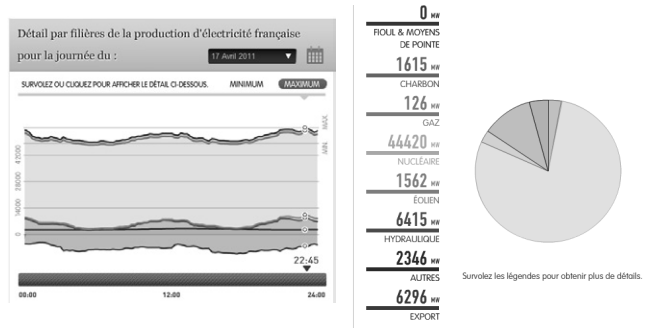 Détail par filières de la production d'électricité française
pour la journée du :
17 Avril 2011
SURVOLEZ OU CLIQUEZ POUR AFFICHER LE DÉTAIL CI-DESSOUS.
MINIMUM
MAXIMUM
MAX
MIN
42000
28000
14000
0
22:45
00:00
12:00
24:00
0 MW
FIOUL & MOYENS
DE POINTE
1615 MW
CHARBON
126 MW
GAZ
44420 MW
NUCLÉAIRE
1562 MW
ÉOLIEN
6415 MW
HYDRAULIQUE
2346 MW
AUTRES
6296 MW
EXPORT
Survolez les légendes pour obtenir plus de détails.